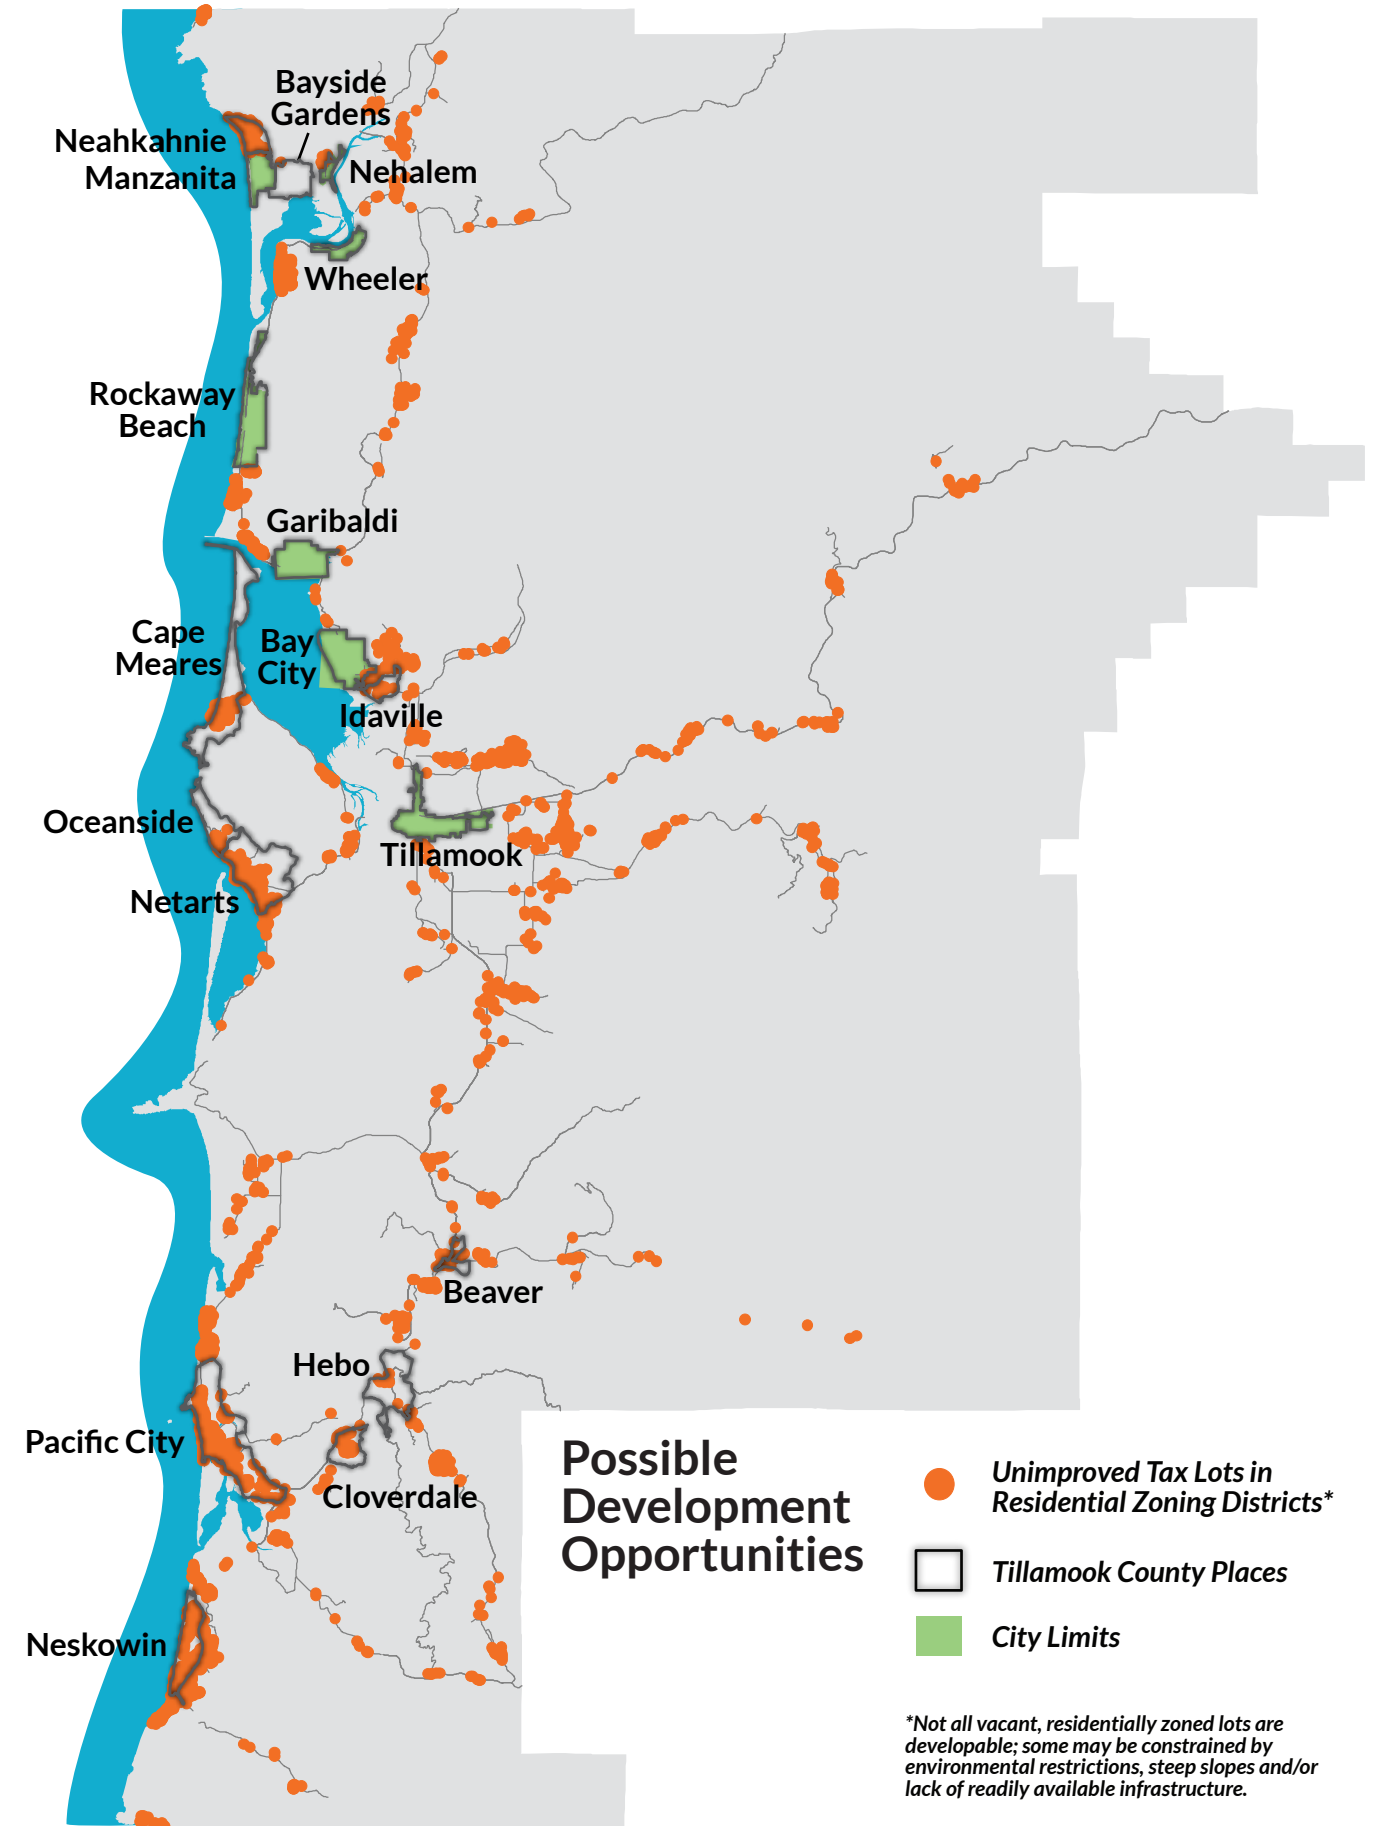 Bayside
Gardens
Neahkahnie
Manzanita
Nehalem
Wheeler
Rockaway
Beach
Garibaldi
Cape
Meares
Bay
City
Idaville
Oceanside
Tillamook
Netarts
Beaver
Hebo
Pacific City
Cloverdale
Neskowin
Possible
Development
Opportunities
Unimproved Tax Lots in
Residential Zoning Districts*
Tillamook County Places
City Limits
*Not all vacant, residentially zoned lots are
developable; some may be constrained by
environmental restrictions, steep slopes and/or
lack of readily available infrastructure.